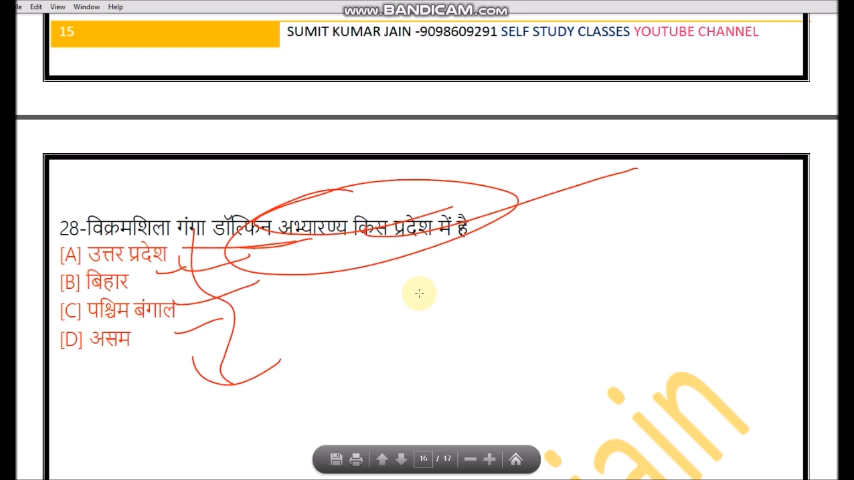 www.BANDICAM.com
Edit View Window Help
15 SUMIT KUMAR JAIN -9098609291 SELF STUDY CLASSES YOUTUBE CHANNEL
28-विक्रमशिला गंगा डॉल्फिन अभ्यारण्य किस प्रदेश में है
[A] उत्तर प्रदेश
[B] बिहार
[C] पश्चिम बंगाल
[D] असम
jain
16 / 17